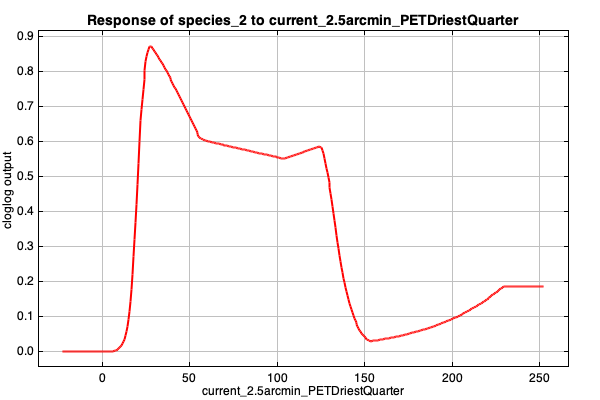 Response of species_2 to current_2.5arcmin_PETDriestQuarter
cloglog output
0.9
0.8
0.7
0.6
0.5
0.4
0.3
0.2
0.1
0.0
0 50 100 150 200 250
current_2.5arcmin_PETDriestQuarter